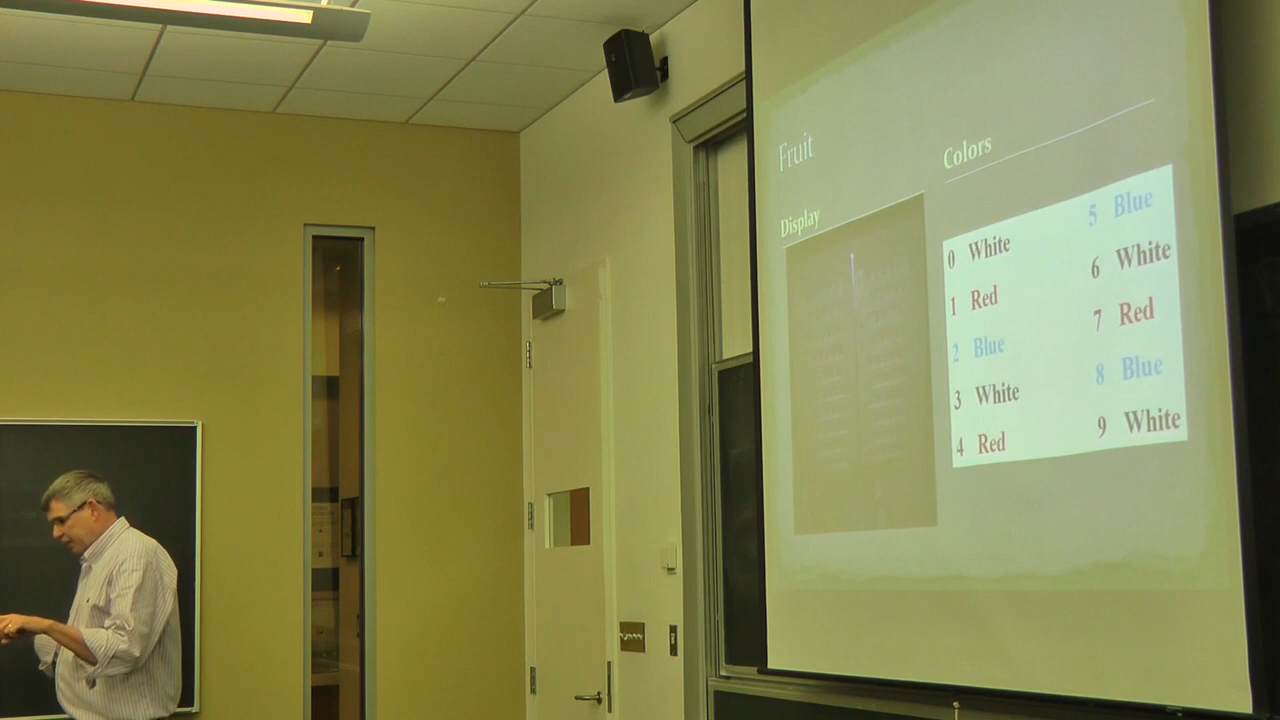 Fruit
Display
Colors
0 White
1 Red
2 Blue
3 White
4 Red
5 Blue
6 White
7 Red
8 Blue
9 White